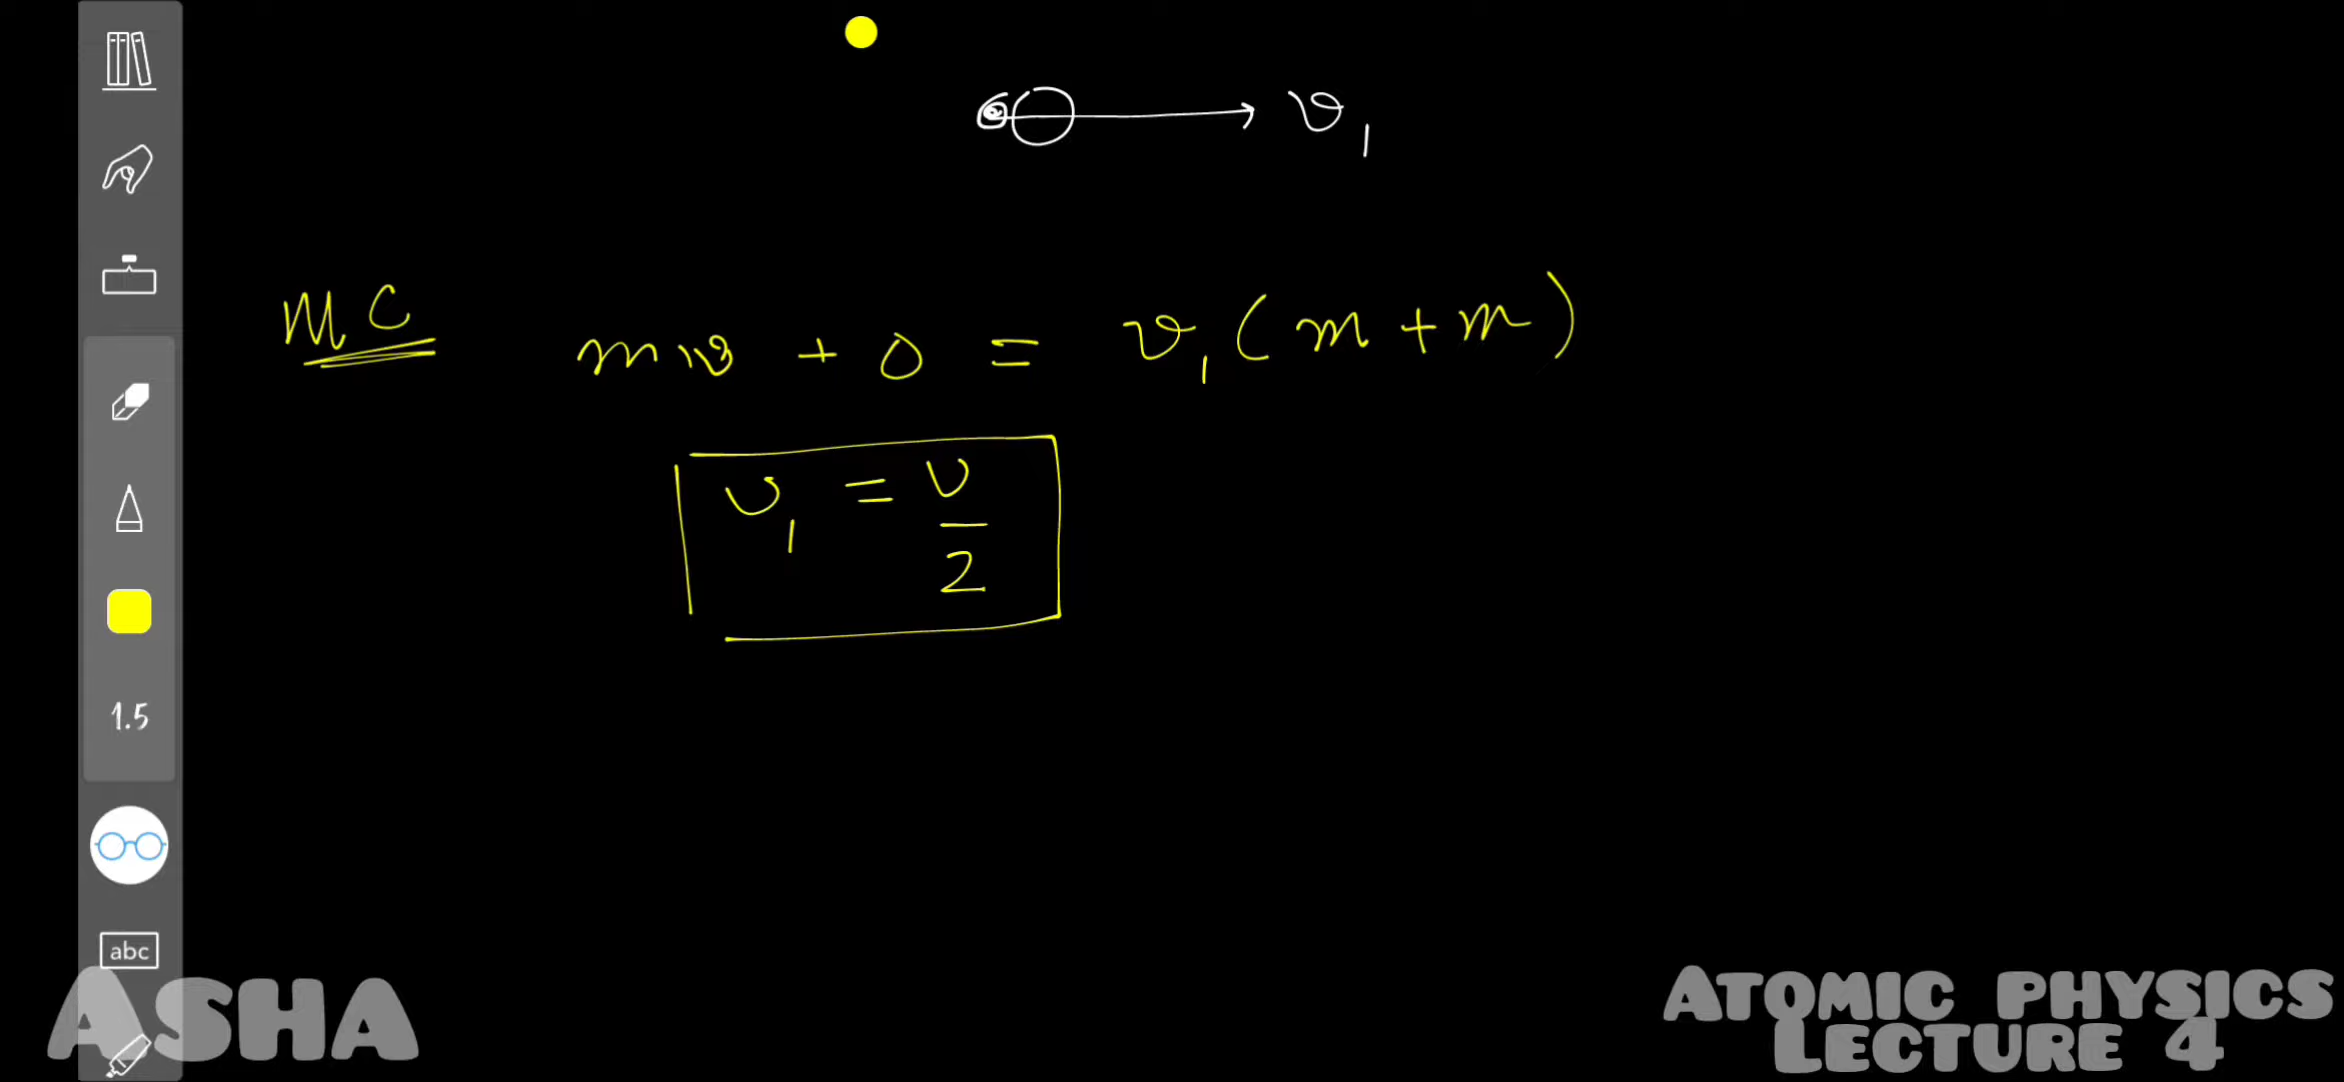 v₁
MC mv + 0 = v₁(m + m)
v₁ = v/2
1.5
abc
ASHA
ATOMIC PHYSICS
LECTURE 4